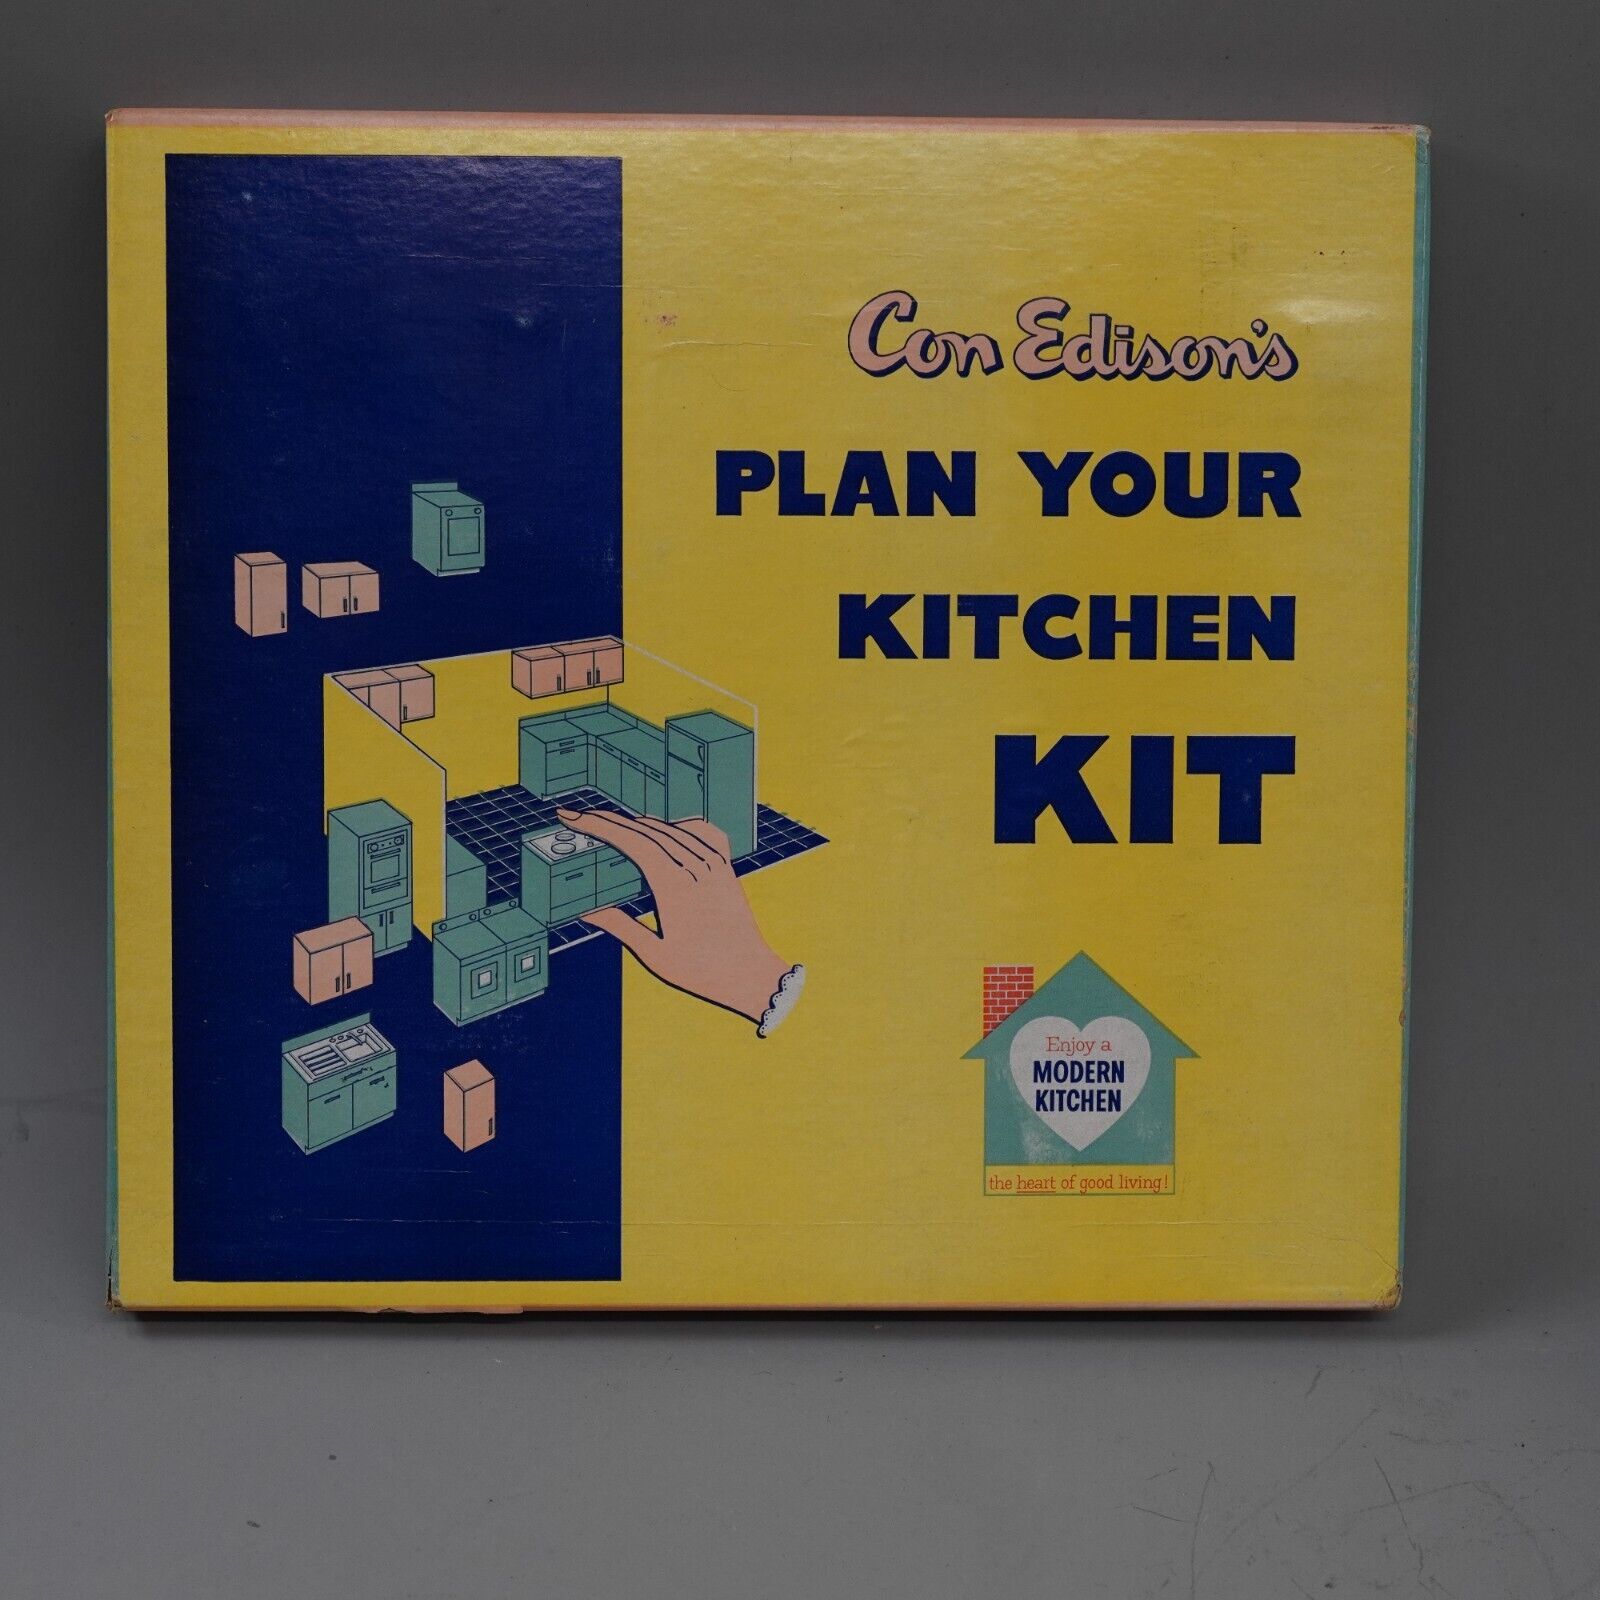 Con Edison's
PLAN YOUR
KITCHEN
KIT
Enjoy a
MODERN
KITCHEN
the heart of good living!